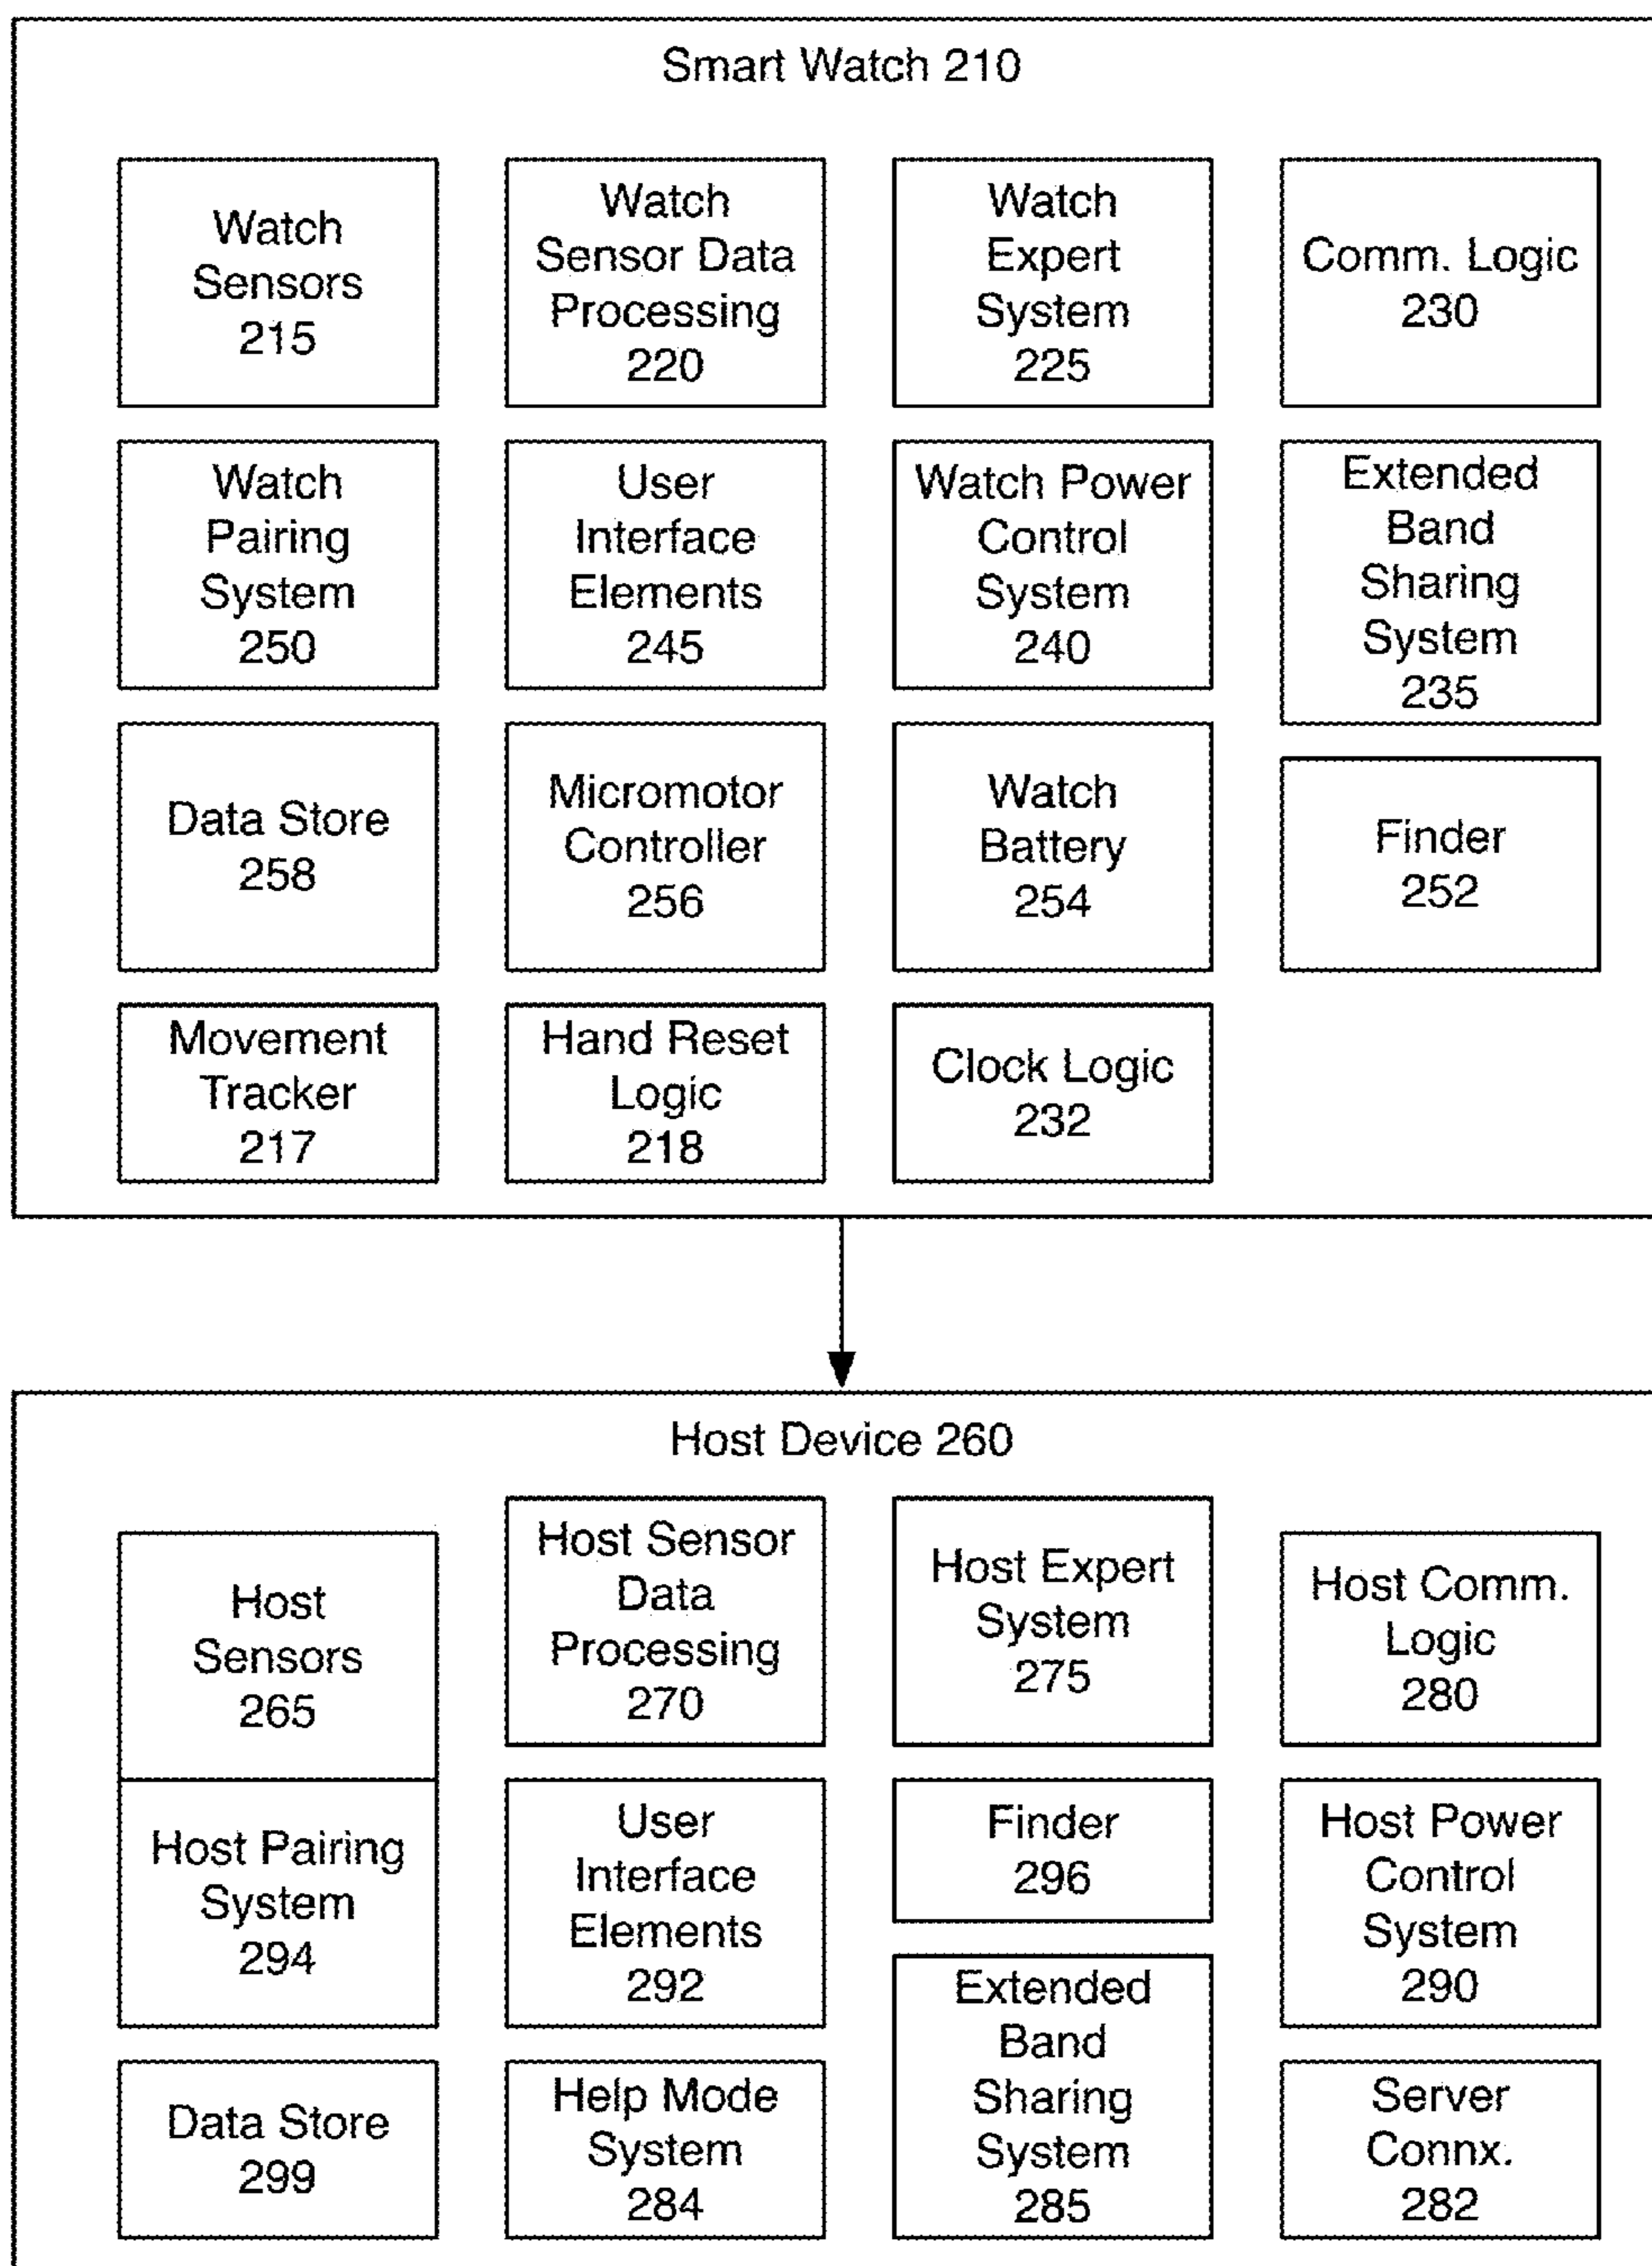 Smart Watch 210
Watch
Sensors
215
Watch
Sensor Data
Processing
220
Watch
Expert
System
225
Comm. Logic
230
Watch
Pairing
System
250
User
Interface
Elements
245
Watch Power
Control
System
240
Extended
Band
Sharing
System
235
Data Store
258
Micromotor
Controller
256
Watch
Battery
254
Finder
252
Movement
Tracker
217
Hand Reset
Logic
218
Clock Logic
232
Host Device 260
Host
Sensors
265
Host Sensor
Data
Processing
270
Host Expert
System
275
Host Comm.
Logic
280
Host Pairing
System
294
User
Interface
Elements
292
Finder
296
Host Power
Control
System
290
Data Store
299
Help Mode
System
284
Extended
Band
Sharing
System
285
Server
Connx.
282